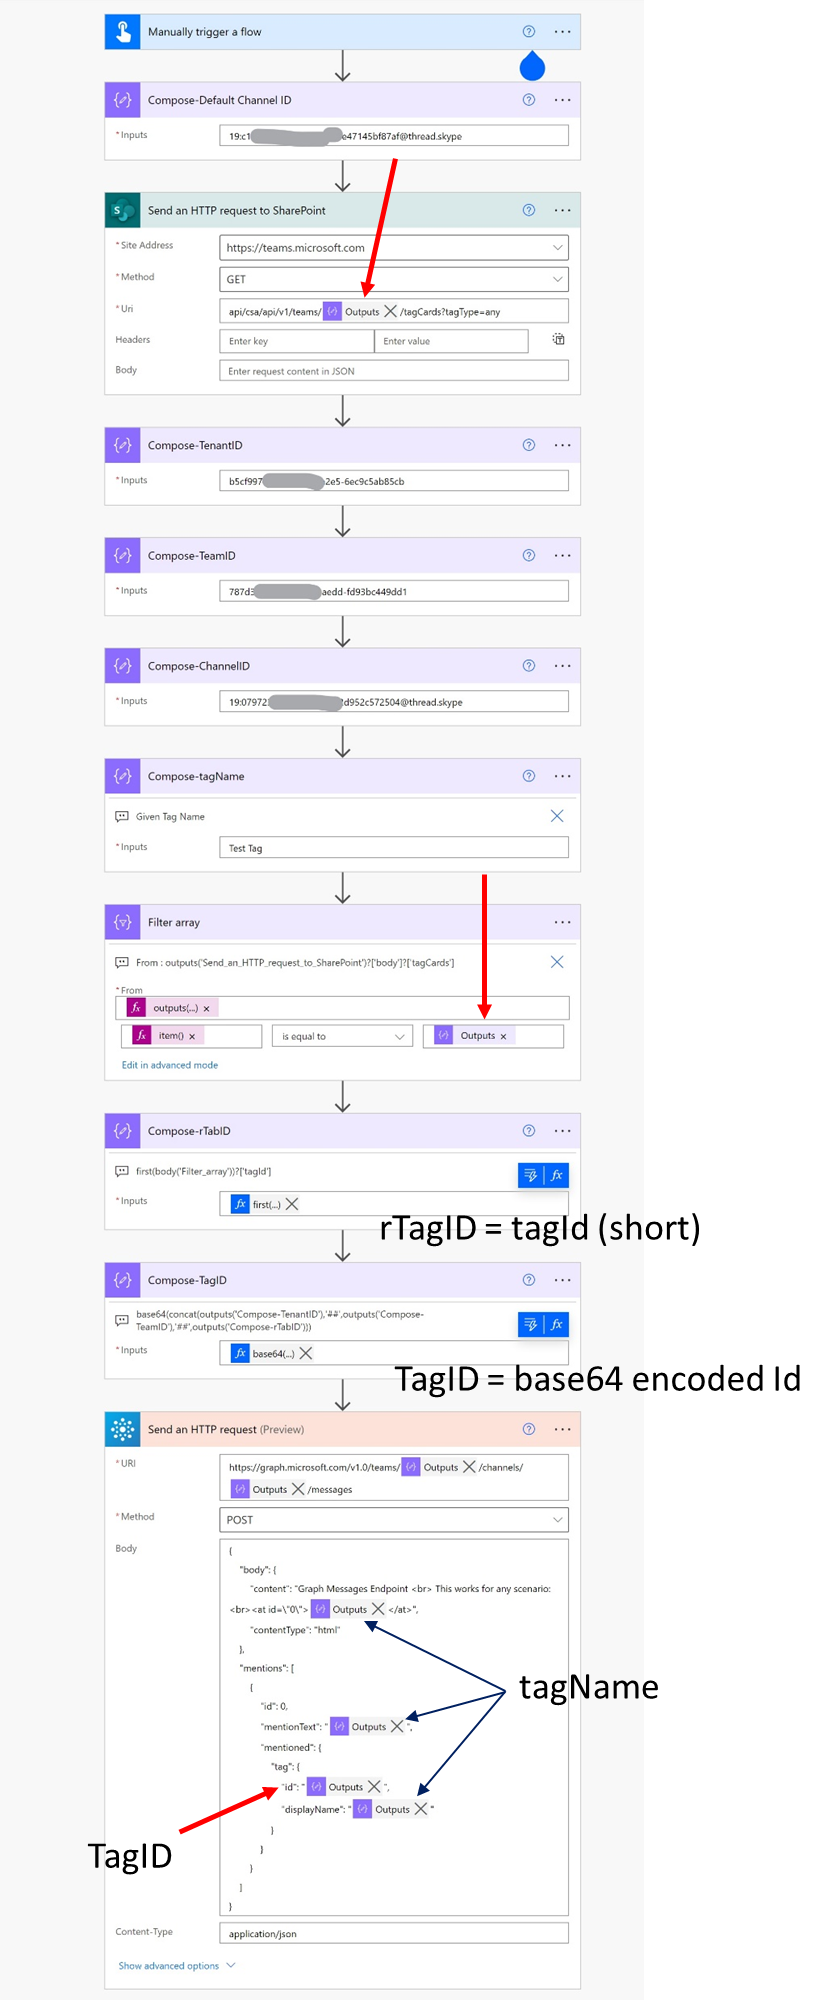 Manually trigger a flow
Compose-Default Channel ID
* Inputs
19:c1 e47145bf87af@thread.skype
Send an HTTP request to SharePoint
* Site Address
https://teams.microsoft.com
* Method
GET
* Uri
api/csa/api/v1/teams/ Outputs /tagCards?tagType=any
Headers
Enter key
Enter value
Body
Enter request content in JSON
Compose-TenantID
* Inputs
b5cf997 2e5-6ec9c5ab85cb
Compose-TeamID
* Inputs
787d3 aedd-fd93bc449dd1
Compose-ChannelID
* Inputs
19:07972 1d952c572504@thread.skype
Compose-tagName
Given Tag Name
* Inputs
Test Tag
Filter array
From : outputs('Send_an_HTTP_request_to_SharePoint')?['body']?['tagCards']
* From
fx outputs(...) x
fx item() x
is equal to
Outputs x
Edit in advanced mode
Compose-rTabID
first(body('Filter_array'))?['tagId']
fx
* Inputs
fx first(...)
rTagID = tagId (short)
Compose-TagID
base64(concat(outputs('Compose-TenantID'),'##',outputs('Compose-
TeamID'),'##',outputs('Compose-rTabID')))
fx
* Inputs
fx base64(...)
TagID = base64 encoded Id
Send an HTTP request (Preview)
* URI
https://graph.microsoft.com/v1.0/teams/ Outputs /channels/
Outputs /messages
* Method
POST
Body
{
"body": {
"content": "Graph Messages Endpoint <br> This works for any scenario:
<br><at id=\"0\"> Outputs </at>",
"contentType": "html"
},
"mentions": [
{
"id": 0,
"mentionText": " Outputs ",
"mentioned": {
"tag": {
"id": " Outputs ",
"displayName": " Outputs "
}
}
}
]
}
tagName
TagID
Content-Type
application/json
Show advanced options